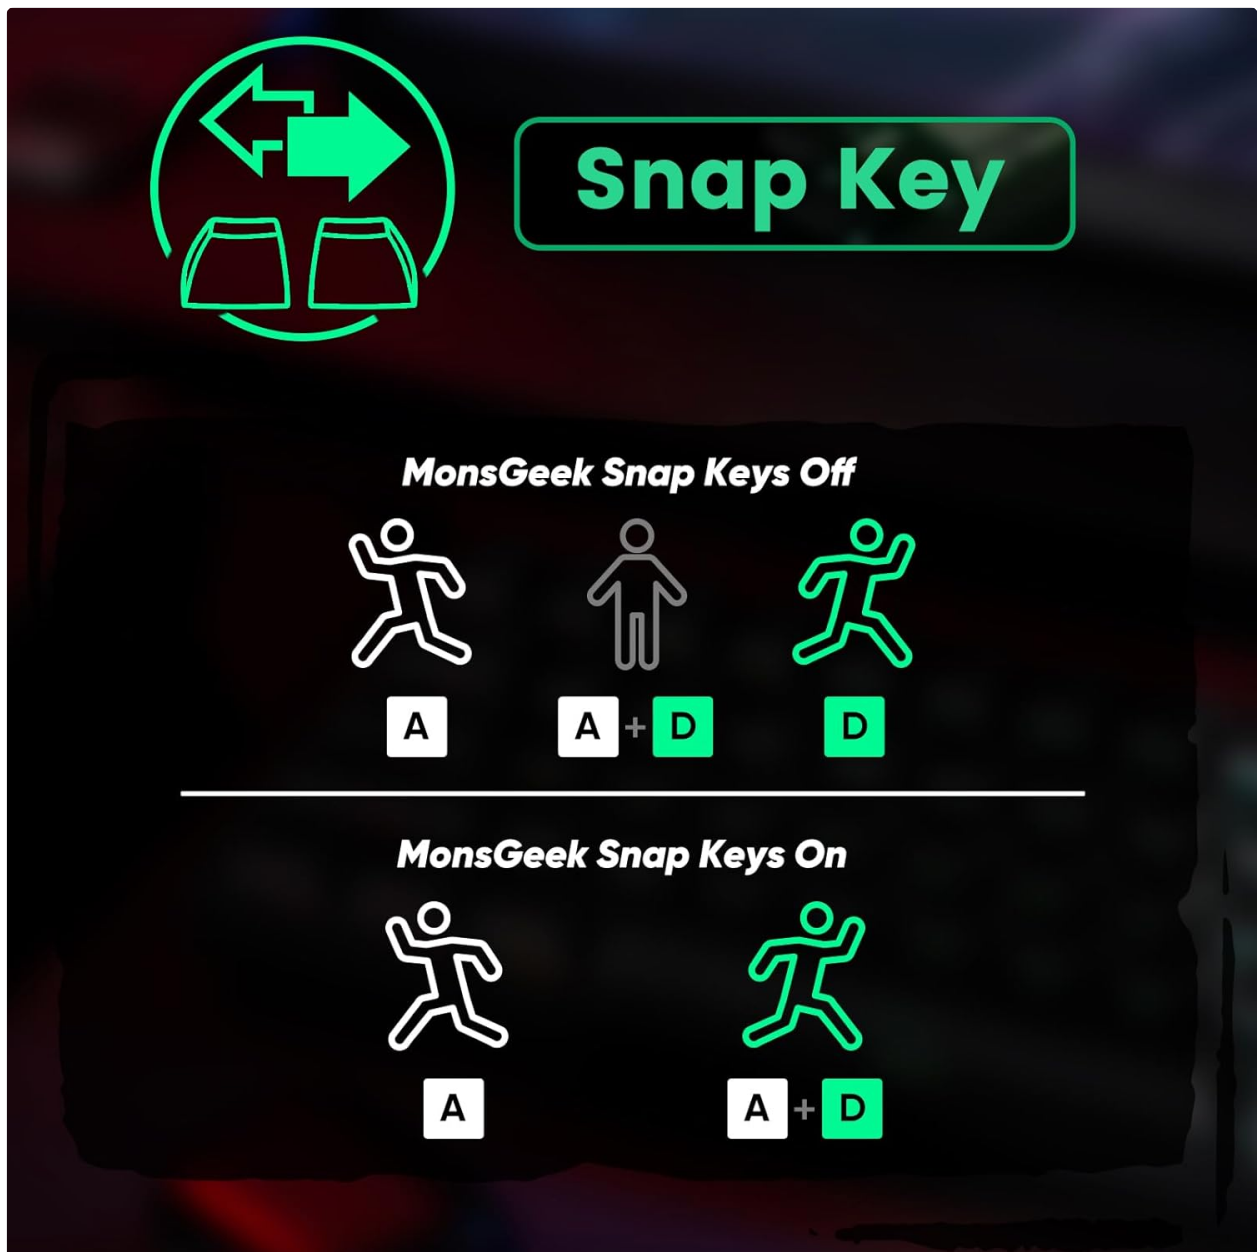 Snap Key
MonsGeek Snap Keys Off
A A + D D
MonsGeek Snap Keys On
A A + D